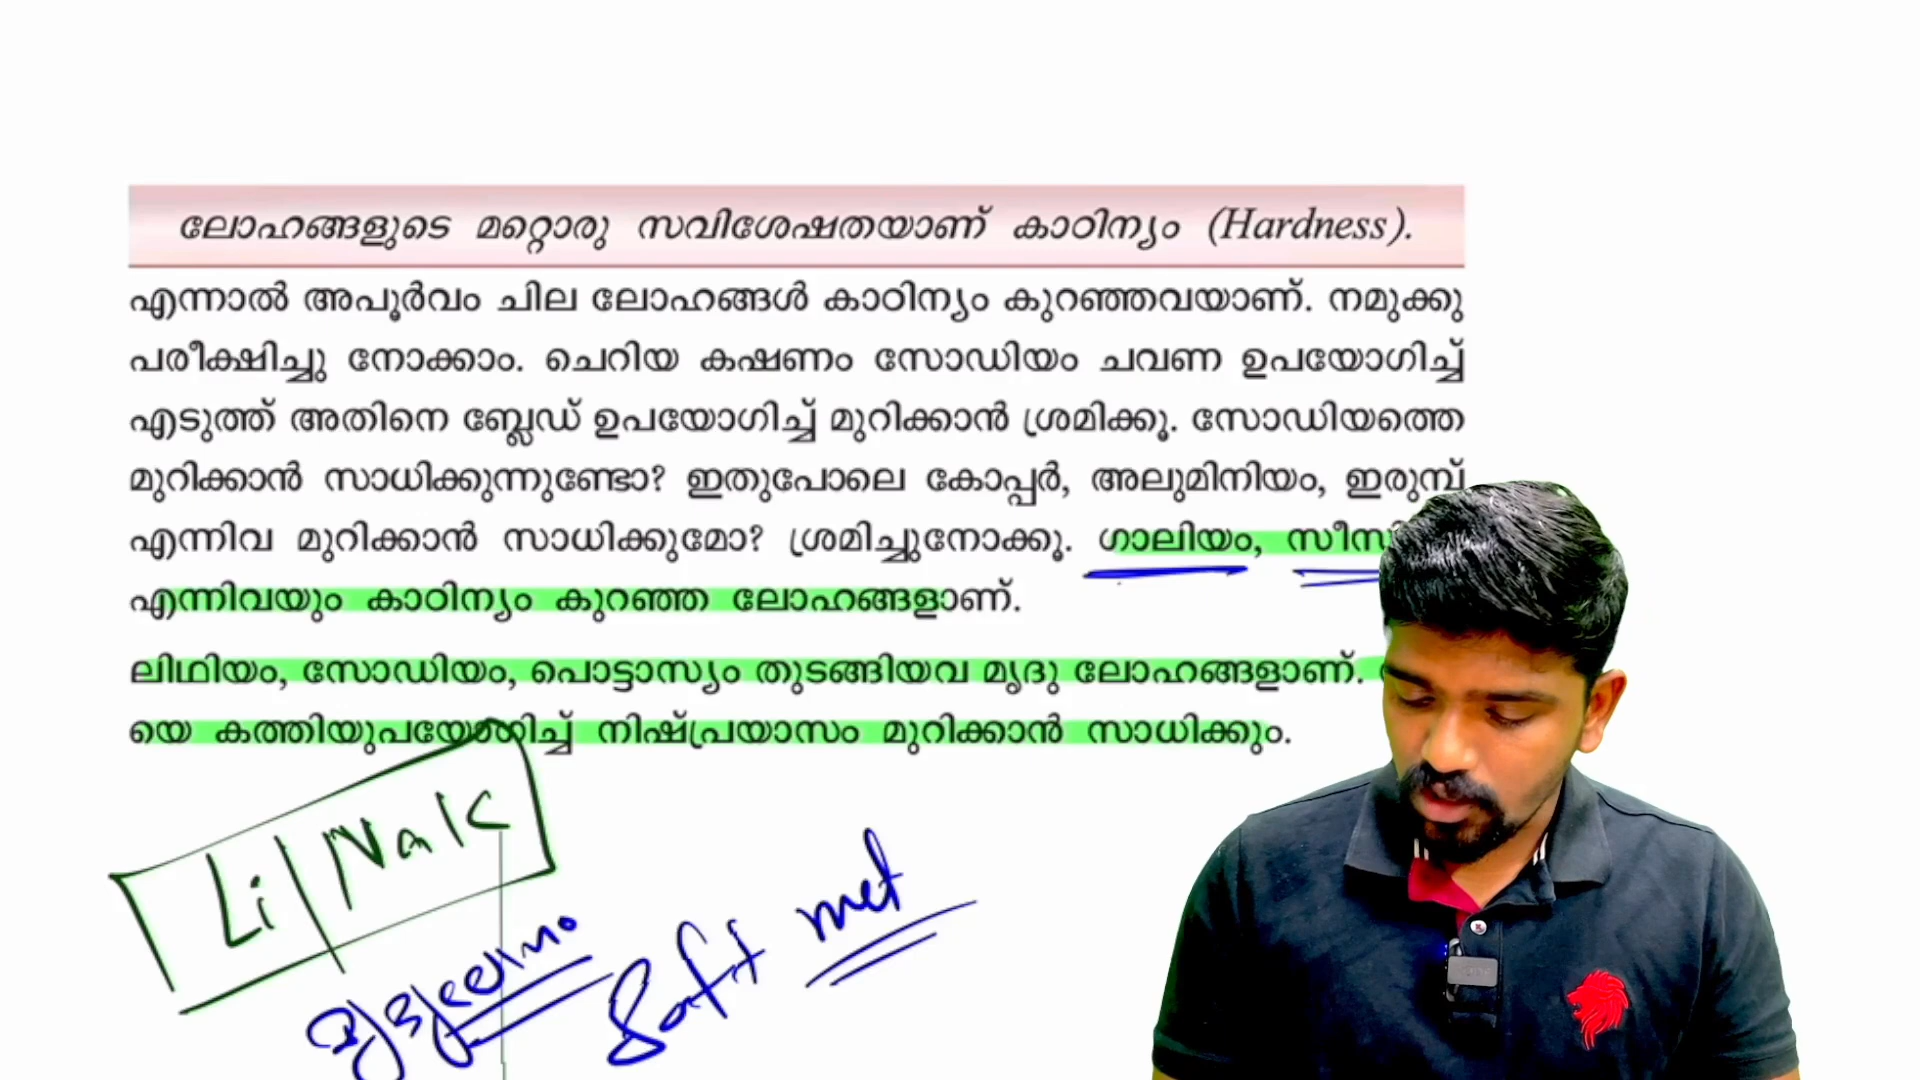 ലോഹങ്ങളുടെ മറ്റൊരു സവിശേഷതയാണ് കാഠിന്യം (Hardness).
എന്നാൽ അപൂർവം ചില ലോഹങ്ങൾ കാഠിന്യം കുറഞ്ഞവയാണ്. നമുക്കു
പരീക്ഷിച്ചു നോക്കാം. ചെറിയ കഷണം സോഡിയം ചവണ ഉപയോഗിച്ച്
എടുത്ത് അതിനെ ബ്ലേഡ് ഉപയോഗിച്ച് മുറിക്കാൻ ശ്രമിക്കൂ. സോഡിയത്തെ
മുറിക്കാൻ സാധിക്കുന്നുണ്ടോ? ഇതുപോലെ കോപ്പർ, അലുമിനിയം, ഇരുമ്പ്
എന്നിവ മുറിക്കാൻ സാധിക്കുമോ? ശ്രമിച്ചുനോക്കൂ. ഗാലിയം,
എന്നിവയും കാഠിന്യം കുറഞ്ഞ ലോഹങ്ങളാണ്.
ലിഥിയം, സോഡിയം, പൊട്ടാസ്യം തുടങ്ങിയവ മൃദു ലോഹങ്ങളാണ്.
യെ കത്തിയുപയോഗിച്ച് നിഷ്പ്രയാസം മുറിക്കാൻ സാധിക്കും.
Li Na K
Soft met